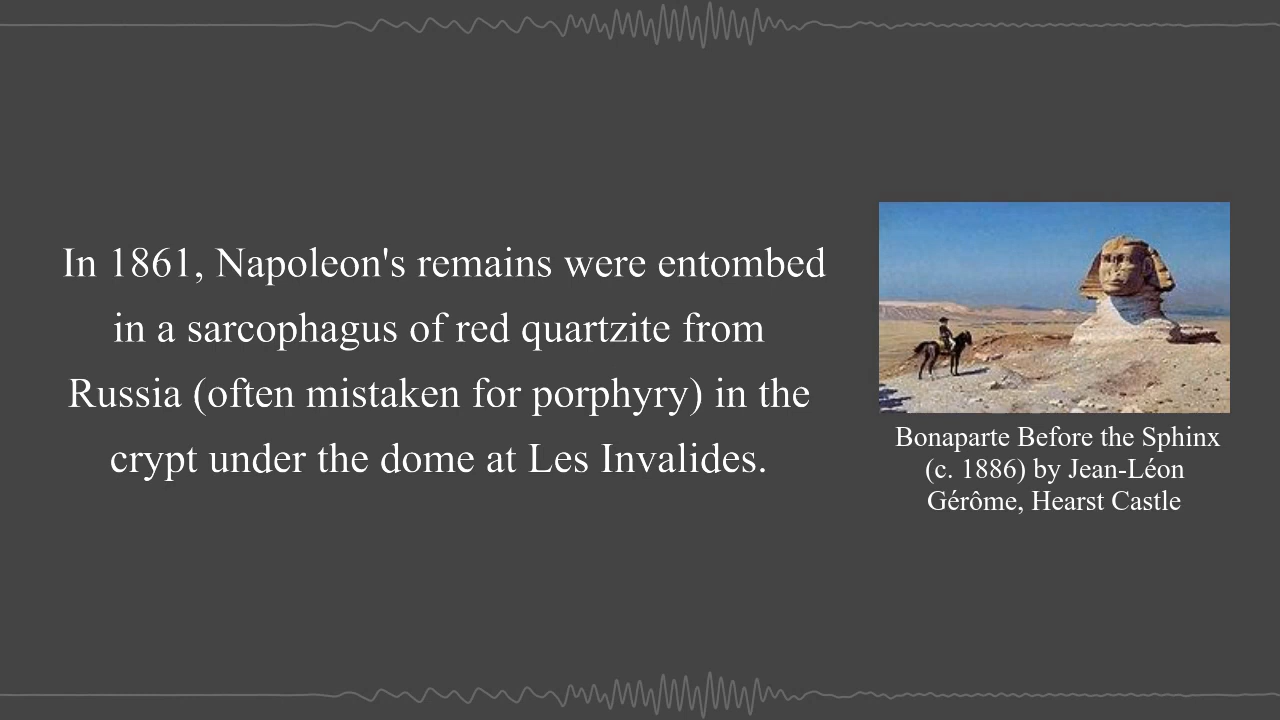 In 1861, Napoleon's remains were entombed
in a sarcophagus of red quartzite from
Russia (often mistaken for porphyry) in the
crypt under the dome at Les Invalides.
Bonaparte Before the Sphinx
(c. 1886) by Jean-Léon
Gérôme, Hearst Castle